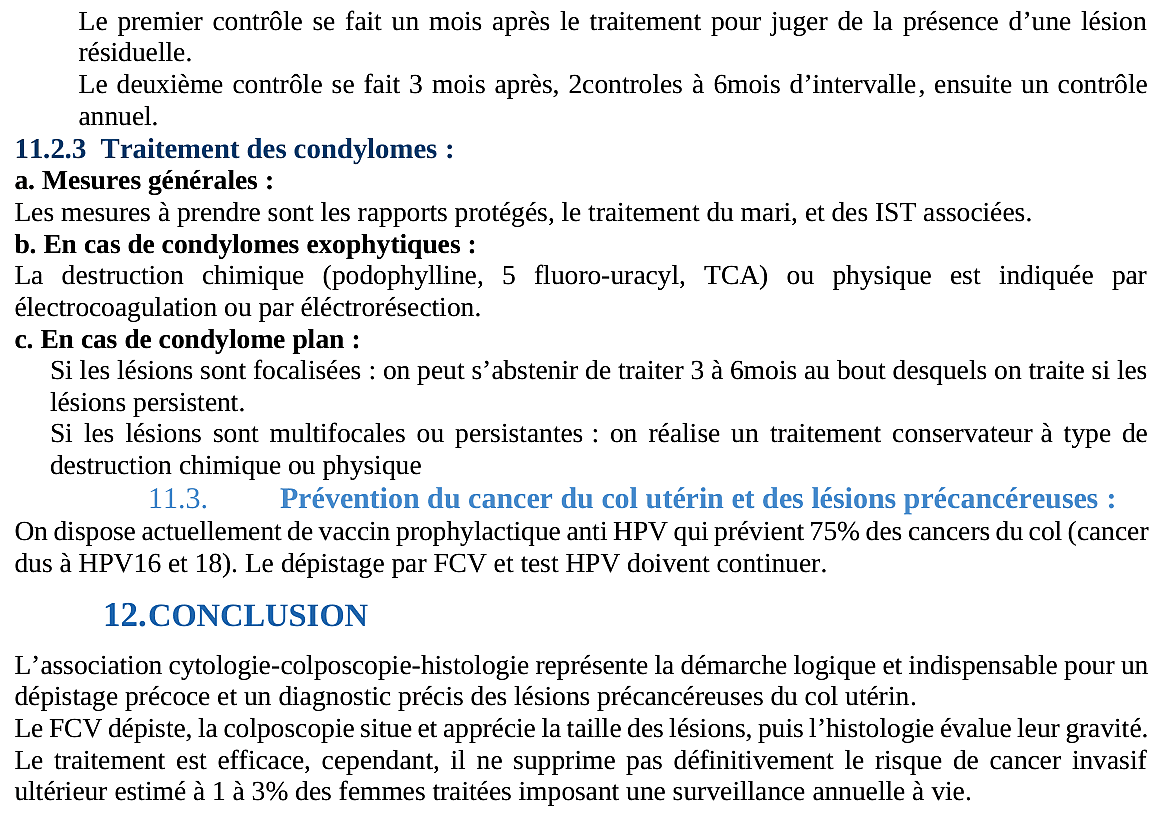 Le premier contrôle se fait un mois après le traitement pour juger de la présence d’une lésion
résiduelle.
Le deuxième contrôle se fait 3 mois après, 2controles à 6mois d’intervalle, ensuite un contrôle
annuel.
11.2.3 Traitement des condylomes :
a. Mesures générales :
Les mesures à prendre sont les rapports protégés, le traitement du mari, et des IST associées.
b. En cas de condylomes exophytiques :
La destruction chimique (podophylline, 5 fluoro-uracyl, TCA) ou physique est indiquée par
électrocoagulation ou par éléctrorésection.
c. En cas de condylome plan :
Si les lésions sont focalisées : on peut s’abstenir de traiter 3 à 6mois au bout desquels on traite si les
lésions persistent.
Si les lésions sont multifocales ou persistantes : on réalise un traitement conservateur à type de
destruction chimique ou physique
11.3. Prévention du cancer du col utérin et des lésions précancéreuses :
On dispose actuellement de vaccin prophylactique anti HPV qui prévient 75% des cancers du col (cancer
dus à HPV16 et 18). Le dépistage par FCV et test HPV doivent continuer.
12.CONCLUSION
L’association cytologie-colposcopie-histologie représente la démarche logique et indispensable pour un
dépistage précoce et un diagnostic précis des lésions précancéreuses du col utérin.
Le FCV dépiste, la colposcopie situe et apprécie la taille des lésions, puis l’histologie évalue leur gravité.
Le traitement est efficace, cependant, il ne supprime pas définitivement le risque de cancer invasif
ultérieur estimé à 1 à 3% des femmes traitées imposant une surveillance annuelle à vie.